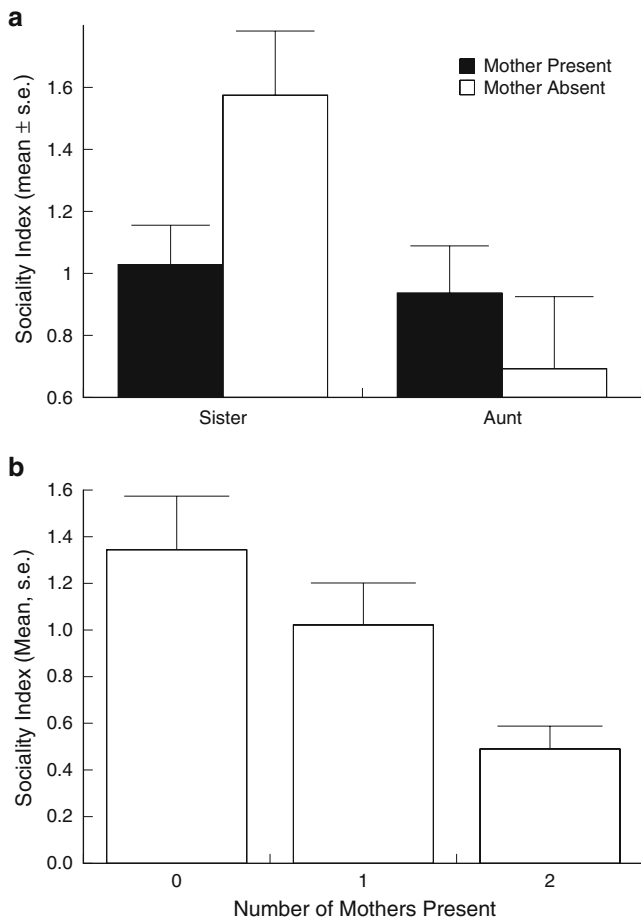 a
Sociality Index (mean ± s.e.)
1.6
1.4
1.2
1
0.8
0.6
Mother Present
Mother Absent
Sister Aunt
b
Sociality Index (Mean, s.e.)
1.6
1.4
1.2
1.0
0.8
0.6
0.4
0.2
0.0
0 1 2
Number of Mothers Present